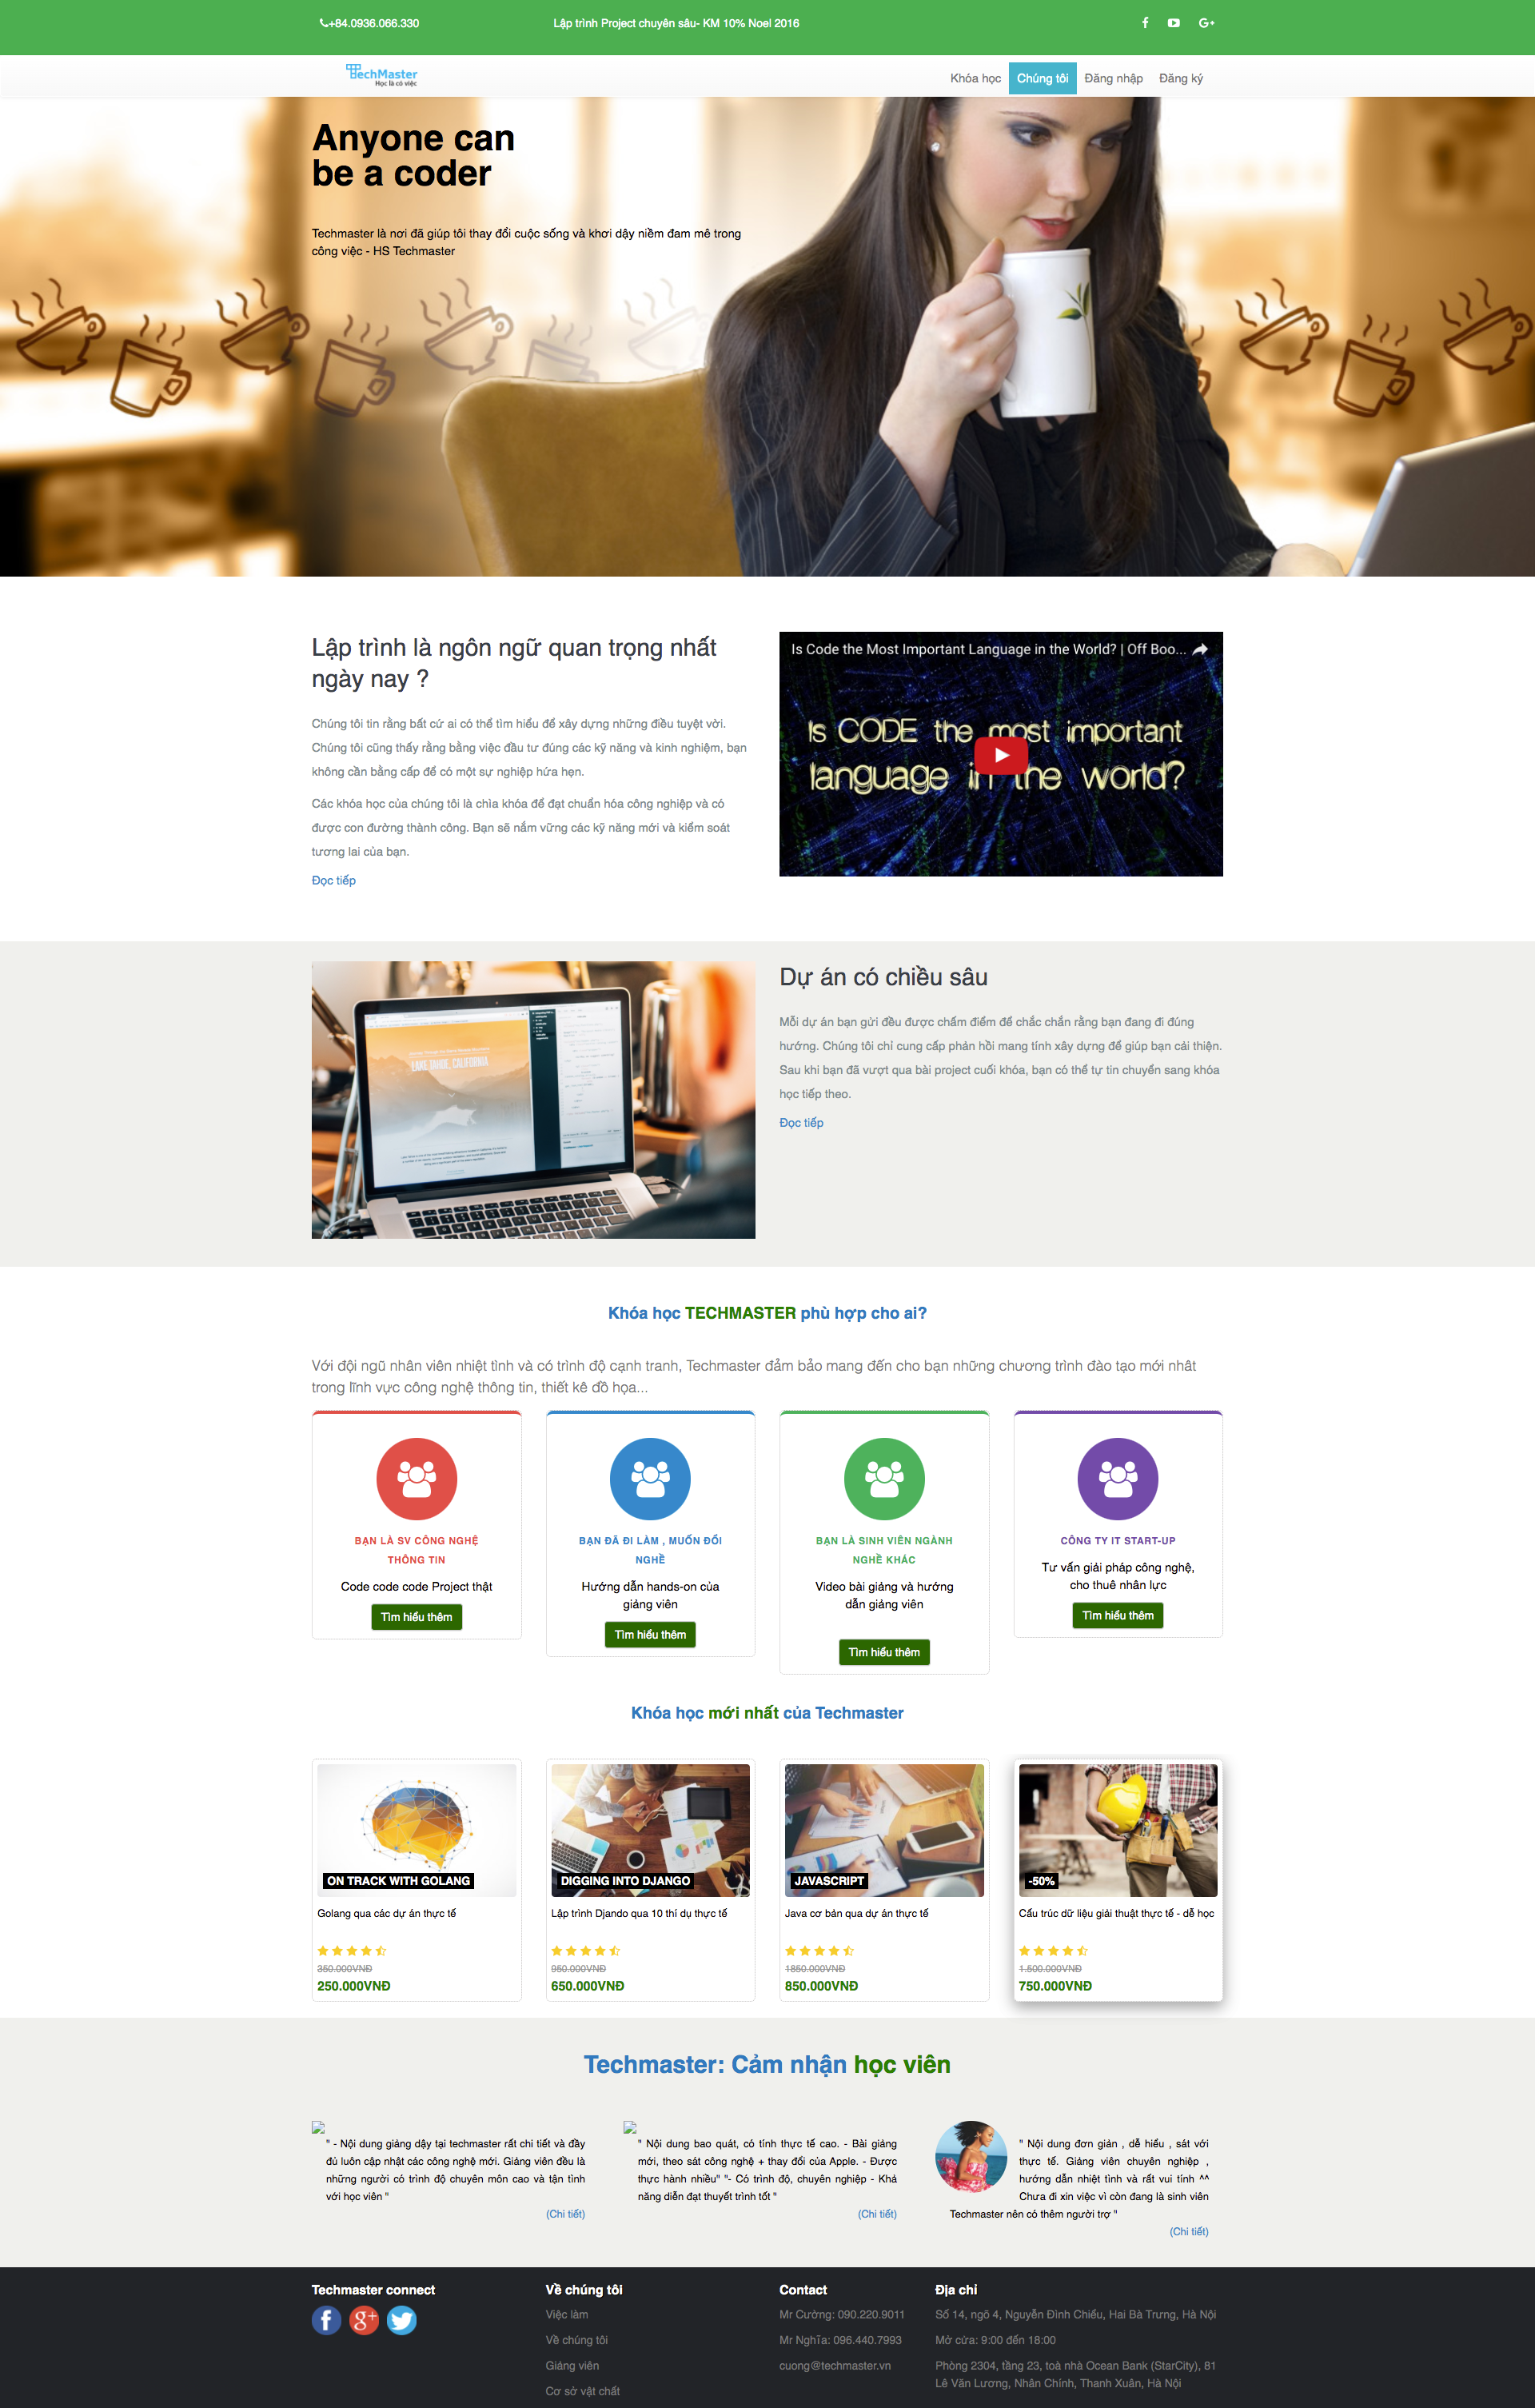 +84.0936.066.330
Lập trình Project chuyên sâu- KM 10% Noel 2016
TechMaster
Học là có việc
Khóa học Chúng tôi Đăng nhập Đăng ký
Anyone can
be a coder
Techmaster là nơi đã giúp tôi thay đổi cuộc sống và khơi dậy niềm đam mê trong
công việc - HS Techmaster
Lập trình là ngôn ngữ quan trọng nhất
ngày nay ?
Chúng tôi tin rằng bất cứ ai có thể tìm hiểu để xây dựng những điều tuyệt vời.
Chúng tôi cũng thấy rằng bằng việc đầu tư đúng các kỹ năng và kinh nghiệm, bạn
không cần bằng cấp để có một sự nghiệp hứa hẹn.
Các khóa học của chúng tôi là chìa khóa để đạt chuẩn hóa công nghiệp và có
được con đường thành công. Bạn sẽ nắm vững các kỹ năng mới và kiểm soát
tương lai của bạn.
Đọc tiếp
Is Code the Most Important Language in the World? | Off Boo...
Is CODE the most important
language in the world?
LAKE TAHOE, CALIFORNIA
Dự án có chiều sâu
Mỗi dự án bạn gửi đều được chấm điểm để chắc chắn rằng bạn đang đi đúng
hướng. Chúng tôi chỉ cung cấp phản hồi mang tính xây dựng để giúp bạn cải thiện.
Sau khi bạn đã vượt qua bài project cuối khóa, bạn có thể tự tin chuyển sang khóa
học tiếp theo.
Đọc tiếp
Khóa học TECHMASTER phù hợp cho ai?
Với đội ngũ nhân viên nhiệt tình và có trình độ cạnh tranh, Techmaster đảm bảo mang đến cho bạn những chương trình đào tạo mới nhât
trong lĩnh vực công nghệ thông tin, thiết kê đồ họa...
BẠN LÀ SV CÔNG NGHỆ
THÔNG TIN
Code code code Project thật
Tìm hiểu thêm
BẠN ĐÃ ĐI LÀM , MUỐN ĐỔI
NGHỀ
Hướng dẫn hands-on của
giảng viên
Tìm hiểu thêm
BẠN LÀ SINH VIÊN NGÀNH
NGHỀ KHÁC
Video bài giảng và hướng
dẫn giảng viên
Tìm hiểu thêm
CÔNG TY IT START-UP
Tư vấn giải pháp công nghệ,
cho thuê nhân lực
Tìm hiểu thêm
Khóa học mới nhất của Techmaster
ON TRACK WITH GOLANG
Golang qua các dự án thực tế
350.000VNĐ
250.000VNĐ
DIGGING INTO DJANGO
Lập trình Djando qua 10 thí dụ thực tế
950.000VNĐ
650.000VNĐ
JAVASCRIPT
Java cơ bản qua dự án thực tế
1850.000VNĐ
850.000VNĐ
-50%
Cấu trúc dữ liệu giải thuật thực tế - dễ học
1.500.000VNĐ
750.000VNĐ
Techmaster: Cảm nhận học viên
" - Nội dung giảng dậy tại techmaster rất chi tiết và đầy
đủ luôn cập nhật các công nghệ mới. Giảng viên đều là
những người có trình độ chuyên môn cao và tận tình
với học viên "
(Chi tiết)
" Nội dung bao quát, có tính thực tế cao. - Bài giảng
mới, theo sát công nghệ + thay đổi của Apple. - Được
thực hành nhiều" "- Có trình độ, chuyên nghiệp - Khả
năng diễn đạt thuyết trình tốt "
(Chi tiết)
" Nội dung đơn giản , dễ hiểu , sát với
thực tế. Giảng viên chuyên nghiệp ,
hướng dẫn nhiệt tình và rất vui tính ^^
Chưa đi xin việc vì còn đang là sinh viên
Techmaster nên có thêm người trợ "
(Chi tiết)
Techmaster connect
Về chúng tôi
Việc làm
Về chúng tôi
Giảng viên
Cơ sở vật chất
Contact
Mr Cường: 090.220.9011
Mr Nghĩa: 096.440.7993
cuong@techmaster.vn
Địa chỉ
Số 14, ngõ 4, Nguyễn Đình Chiểu, Hai Bà Trưng, Hà Nội
Mở cửa: 9:00 đến 18:00
Phòng 2304, tầng 23, toà nhà Ocean Bank (StarCity), 81
Lê Văn Lương, Nhân Chính, Thanh Xuân, Hà Nội